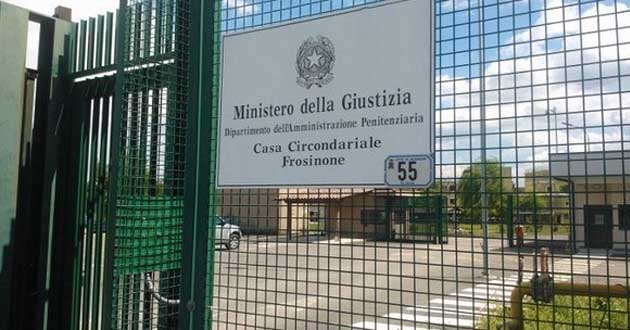 Ministero della Giustizia
Dipartimento dell'Amministrazione Penitenziaria
Casa Circondariale
Frosinone
55